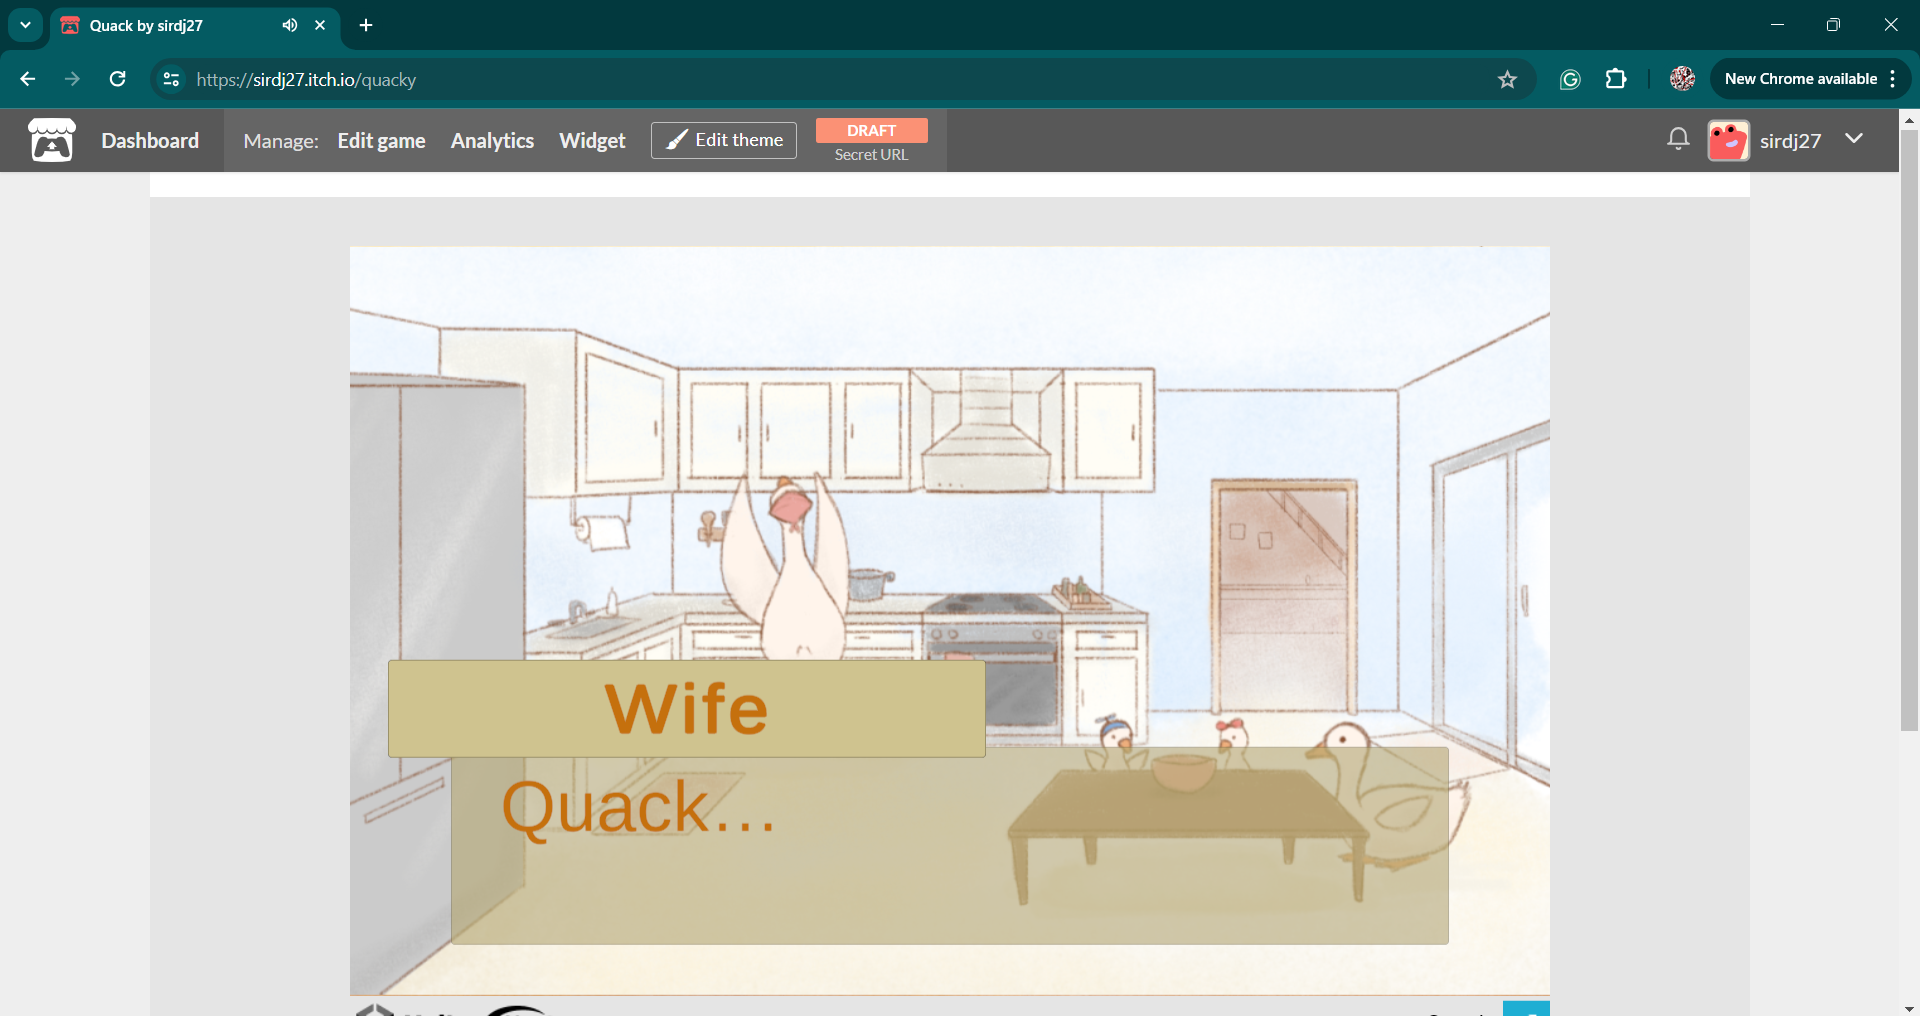 Quack by sirdj27
https://sirdj27.itch.io/quacky
New Chrome available
Dashboard
Manage:
Edit game
Analytics
Widget
Edit theme
DRAFT
Secret URL
sirdj27
Wife
Quack...